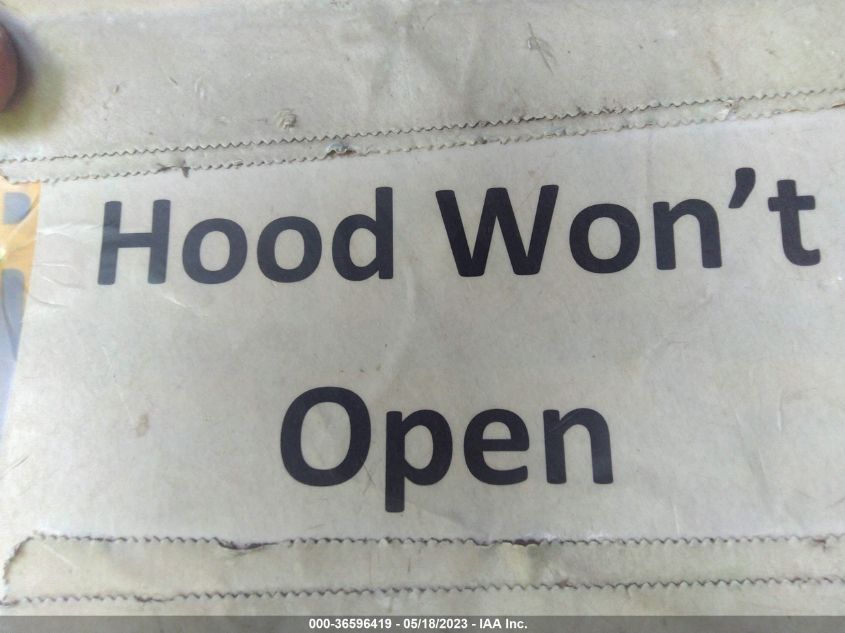 Hood Won’t
Open
000-36596419 - 05/18/2023 - IAA Inc.